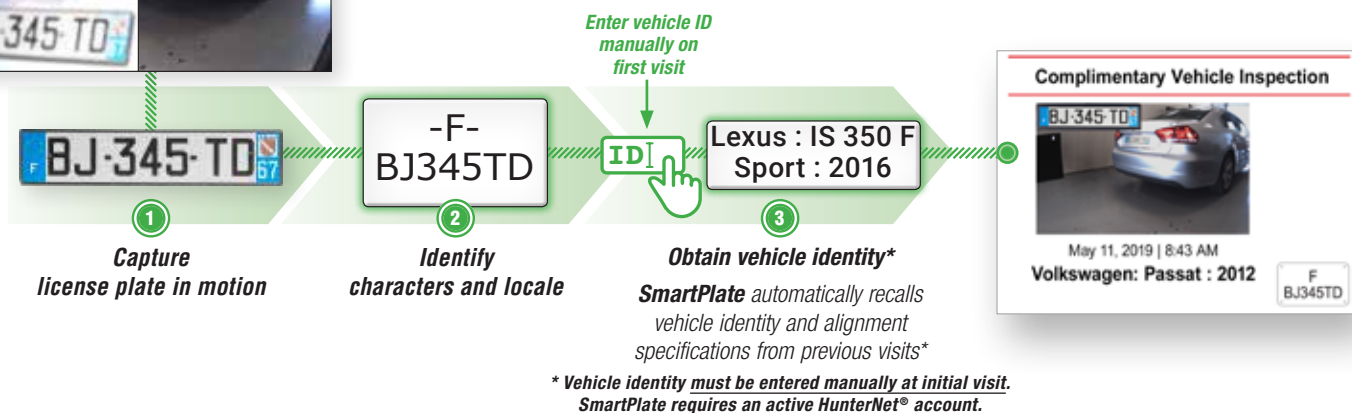 345-TD
Enter vehicle ID
manually on
first visit
F
BJ-345-TD
67
1
Capture
license plate in motion
-F-
BJ345TD
2
Identify
characters and locale
ID
Lexus : IS 350 F
Sport : 2016
3
Obtain vehicle identity*
SmartPlate automatically recalls
vehicle identity and alignment
specifications from previous visits*
* Vehicle identity must be entered manually at initial visit.
SmartPlate requires an active HunterNet® account.
Complimentary Vehicle Inspection
BJ-345-TD
May 11, 2019 | 8:43 AM
Volkswagen: Passat : 2012
F
BJ345TD